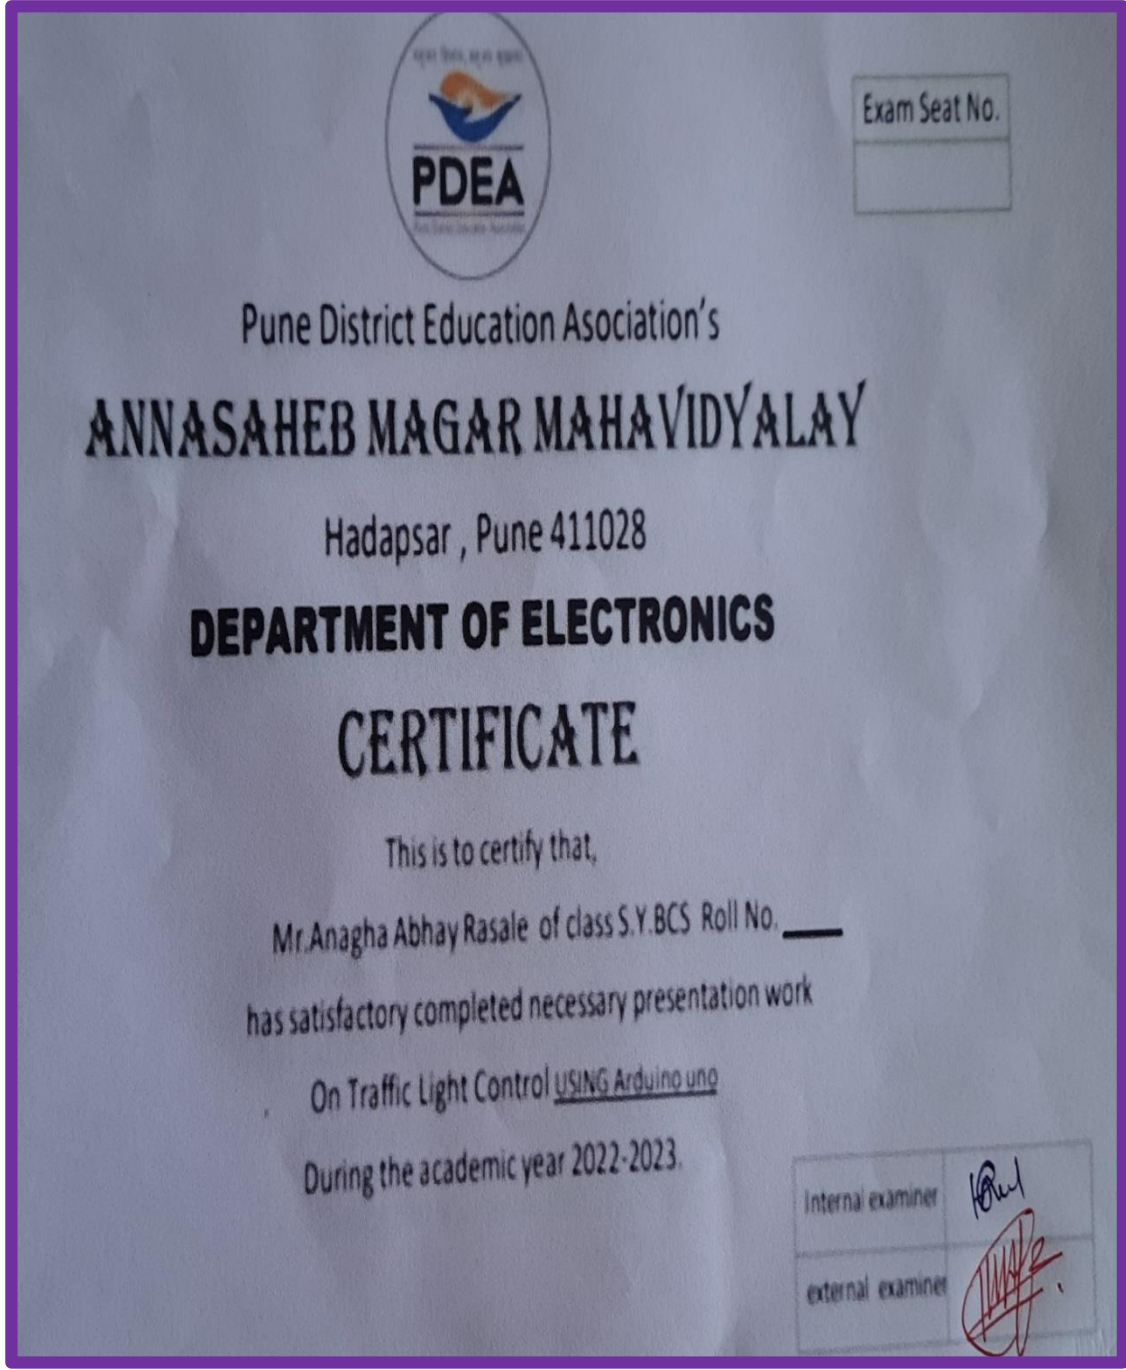 PDEA
Exam Seat No.
Pune District Education Asociation's
ANNASAHEB MAGAR MAHAVIDYALAY
Hadapsar , Pune 411028
DEPARTMENT OF ELECTRONICS
CERTIFICATE
This is to certify that,
Mr.Anagha Abhay Rasale of class S.Y.BCS Roll No. ____
has satisfactory completed necessary presentation work
On Traffic Light Control USING Arduino uno
During the academic year 2022-2023.
Internal examiner
external examiner